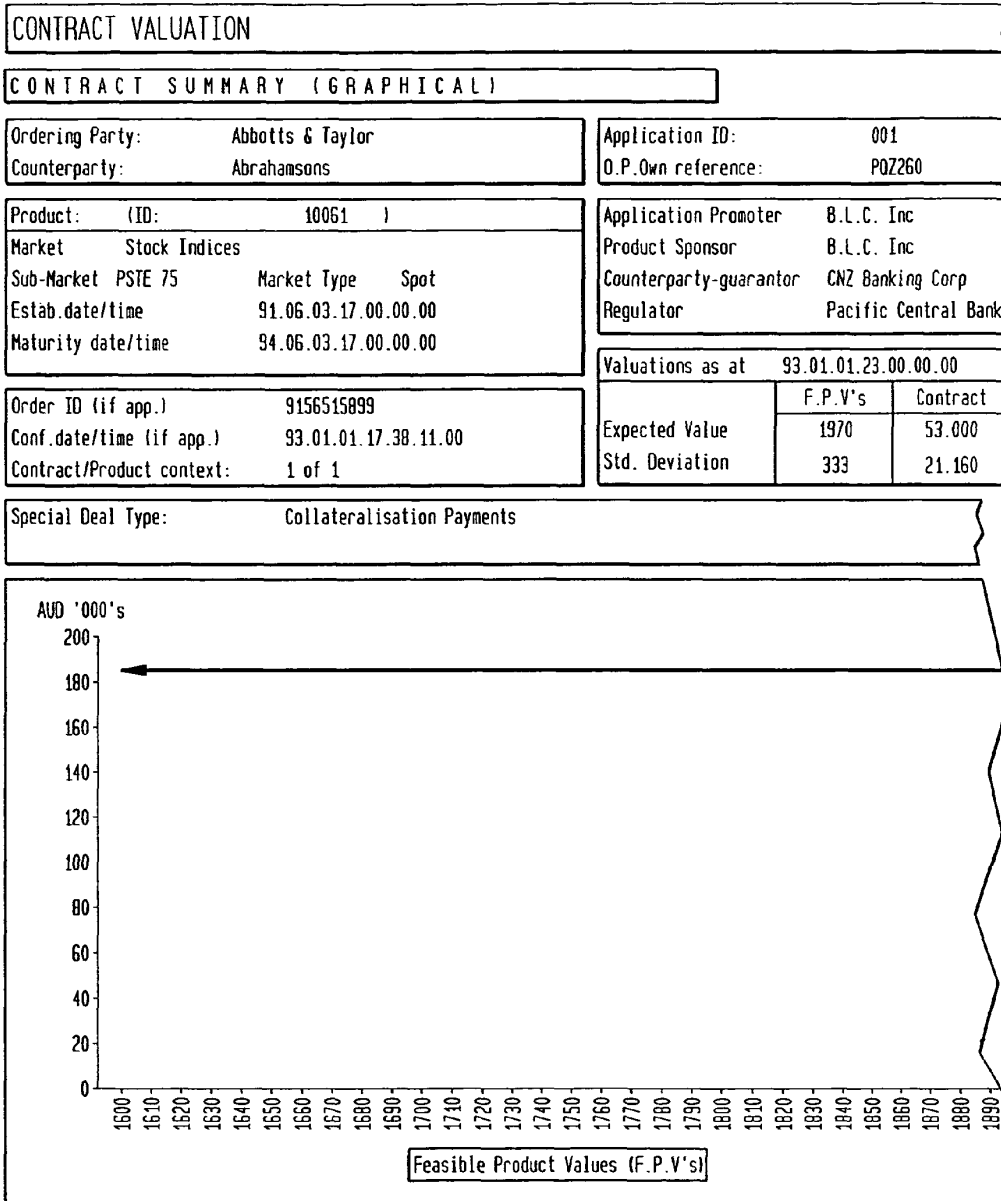 CONTRACT VALUATION
CONTRACT SUMMARY (GRAPHICAL)
Ordering Party: Abbotts & Taylor
Counterparty: Abrahamsons
Application ID: 001
O.P.Own reference: PQZ260
Product: (ID: 10061 )
Market Stock Indices
Sub-Market PSTE 75 Market Type Spot
Estab.date/time 91.06.03.17.00.00.00
Maturity date/time 94.06.03.17.00.00.00
Application Promoter B.L.C. Inc
Product Sponsor B.L.C. Inc
Counterparty-guarantor CNZ Banking Corp
Regulator Pacific Central Bank
Order ID (if app.) 9156515899
Conf.date/time (if app.) 93.01.01.17.38.11.00
Contract/Product context: 1 of 1
Valuations as at 93.01.01.23.00.00.00
F.P.V's Contract
Expected Value 1970 53.000
Std. Deviation 333 21.160
Special Deal Type: Collateralisation Payments
AUD '000's
200
180
160
140
120
100
80
60
40
20
0
1600 1610 1620 1630 1640 1650 1660 1670 1680 1690 1700 1710 1720 1730 1740 1750 1760 1770 1780 1790 1800 1810 1820 1830 1840 1850 1860 1870 1880 1890
Feasible Product Values (F.P.V's)